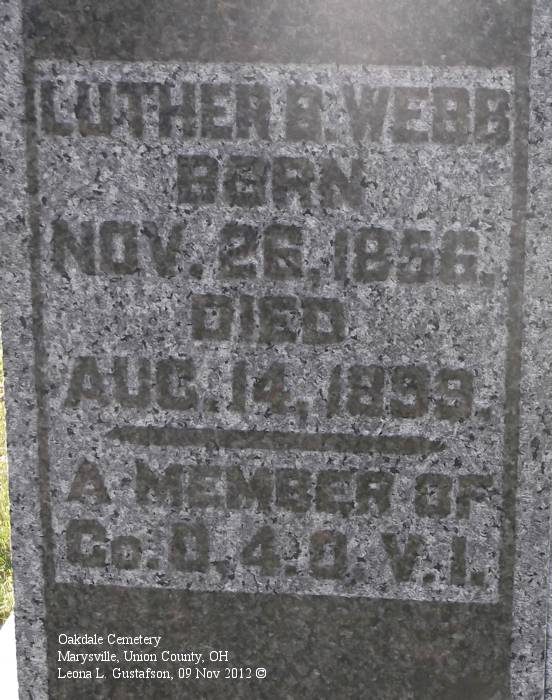 LUTHER B. WEBB
BORN
NOV. 26, 1856.
DIED
AUG. 14, 1899.
A MEMBER OF
Co. D, 4. O. V. I.
Oakdale Cemetery
Marysville, Union County, OH
Leona L. Gustafson, 09 Nov 2012 ©